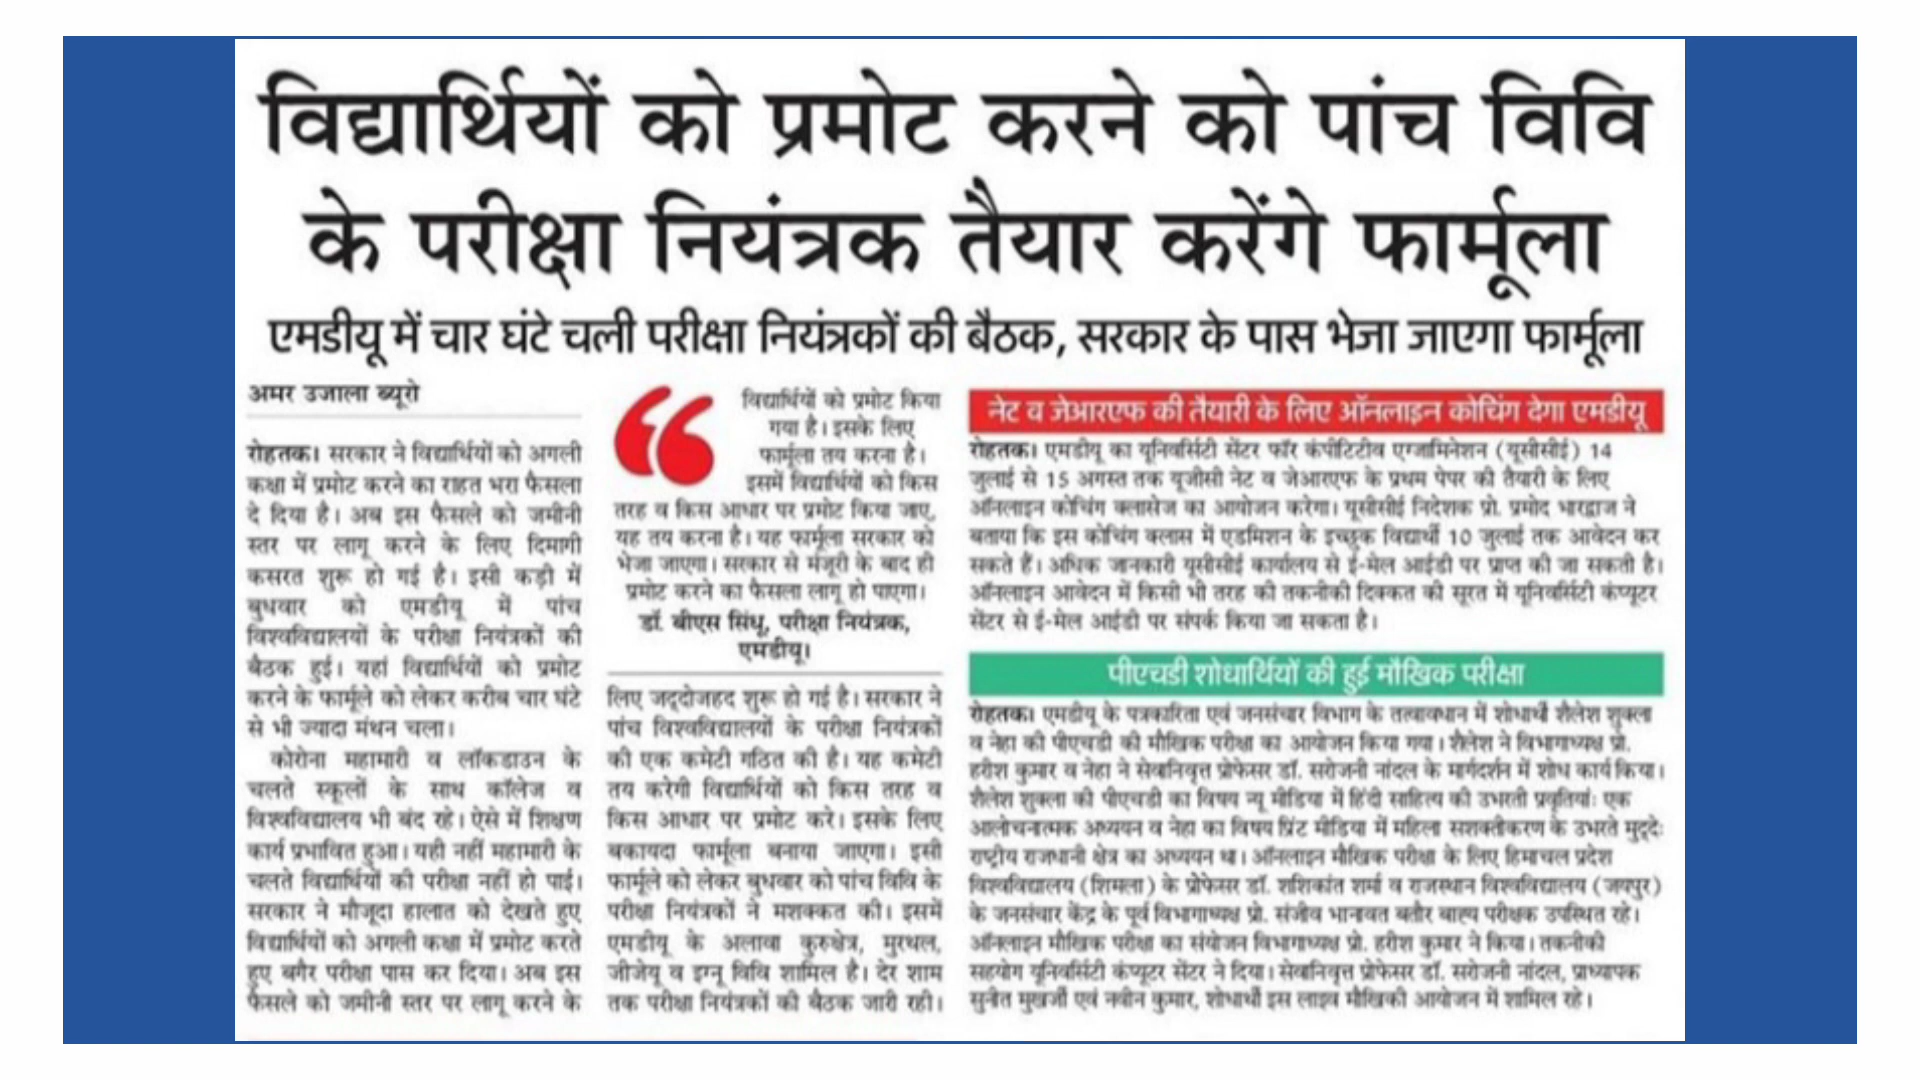 विद्यार्थियों को प्रमोट करने को पांच विवि
के परीक्षा नियंत्रक तैयार करेंगे फार्मूला
एमडीयू में चार घंटे चली परीक्षा नियंत्रकों की बैठक, सरकार के पास भेजा जाएगा फार्मूला
अमर उजाला ब्यूरो
रोहतक। सरकार ने विद्यार्थियों को अगली
कक्षा में प्रमोट करने का राहत भरा फैसला
दे दिया है। अब इस फैसले को जमीनी
स्तर पर लागू करने के लिए दिमागी
कसरत शुरू हो गई है। इसी कड़ी में
बुधवार को एमडीयू में पांच
विश्वविद्यालयों के परीक्षा नियंत्रकों की
बैठक हुई। यहां विद्यार्थियों को प्रमोट
करने के फार्मूले को लेकर करीब चार घंटे
से भी ज्यादा मंथन चला।
कोरोना महामारी व लॉकडाउन के
चलते स्कूलों के साथ कॉलेज व
विश्वविद्यालय भी बंद रहे। ऐसे में शिक्षण
कार्य प्रभावित हुआ। यही नहीं महामारी के
चलते विद्यार्थियों की परीक्षा नहीं हो पाई।
सरकार ने मौजूदा हालात को देखते हुए
विद्यार्थियों को अगली कक्षा में प्रमोट करते
हुए बगैर परीक्षा पास कर दिया। अब इस
फैसले को जमीनी स्तर पर लागू करने के
विद्यार्थियों को प्रमोट किया
गया है। इसके लिए
फार्मूला तय करना है।
इसमें विद्यार्थियों को किस
तरह व किस आधार पर प्रमोट किया जाए,
यह तय करना है। यह फार्मूला सरकार को
भेजा जाएगा। सरकार से मंजूरी के बाद ही
प्रमोट करने का फैसला लागू हो पाएगा।
डॉ. बीएस सिंधू, परीक्षा नियंत्रक,
एमडीयू।
लिए जद्दोजहद शुरू हो गई है। सरकार ने
पांच विश्वविद्यालयों के परीक्षा नियंत्रकों
की एक कमेटी गठित की है। यह कमेटी
तय करेगी विद्यार्थियों को किस तरह व
किस आधार पर प्रमोट करे। इसके लिए
बकायदा फार्मूला बनाया जाएगा। इसी
फार्मूले को लेकर बुधवार को पांच विवि के
परीक्षा नियंत्रकों ने मशक्कत की। इसमें
एमडीयू के अलावा कुरुक्षेत्र, मुरथल,
जीजेयू व इग्नू विवि शामिल है। देर शाम
तक परीक्षा नियंत्रकों की बैठक जारी रही।
नेट व जेआरएफ की तैयारी के लिए ऑनलाइन कोचिंग देगा एमडीयू
रोहतक। एमडीयू का यूनिवर्सिटी सेंटर फॉर कंपीटिटीव एग्जामिनेशन (यूसीसीई) 14
जुलाई से 15 अगस्त तक यूजीसी नेट व जेआरएफ के प्रथम पेपर की तैयारी के लिए
ऑनलाइन कोचिंग क्लासेज का आयोजन करेगा। यूसीसीई निदेशक प्रो. प्रमोद भारद्वाज ने
बताया कि इस कोचिंग क्लास में एडमिशन के इच्छुक विद्यार्थी 10 जुलाई तक आवेदन कर
सकते हैं। अधिक जानकारी यूसीसीई कार्यालय से ई-मेल आईडी पर प्राप्त की जा सकती है।
ऑनलाइन आवेदन में किसी भी तरह की तकनीकी दिक्कत की सूरत में यूनिवर्सिटी कंप्यूटर
सेंटर से ई-मेल आईडी पर संपर्क किया जा सकता है।
पीएचडी शोधार्थियों की हुई मौखिक परीक्षा
रोहतक। एमडीयू के पत्रकारिता एवं जनसंचार विभाग के तत्वावधान में शोधार्थी शैलेश शुक्ला
व नेहा की पीएचडी की मौखिक परीक्षा का आयोजन किया गया। शैलेश ने विभागाध्यक्ष प्रो.
हरीश कुमार व नेहा ने सेवानिवृत्त प्रोफेसर डॉ. सरोजनी नांदल के मार्गदर्शन में शोध कार्य किया।
शैलेश शुक्ला की पीएचडी का विषय न्यू मीडिया में हिंदी साहित्य की उभरती प्रवृतियां: एक
आलोचनात्मक अध्ययन व नेहा का विषय प्रिंट मीडिया में महिला सशक्तीकरण के उभरते मुद्दे:
राष्ट्रीय राजधानी क्षेत्र का अध्ययन था। ऑनलाइन मौखिक परीक्षा के लिए हिमाचल प्रदेश
विश्वविद्यालय (शिमला) के प्रोफेसर डॉ. शशिकांत शर्मा व राजस्थान विश्वविद्यालय (जयपुर)
के जनसंचार केंद्र के पूर्व विभागाध्यक्ष प्रो. संजीव भानावत बतौर बाह्य परीक्षक उपस्थित रहे।
ऑनलाइन मौखिक परीक्षा का संयोजन विभागाध्यक्ष प्रो. हरीश कुमार ने किया। तकनीकी
सहयोग यूनिवर्सिटी कंप्यूटर सेंटर ने दिया। सेवानिवृत्त प्रोफेसर डॉ. सरोजनी नांदल, प्राध्यापक
सुनीत मुखर्जी एवं नवीन कुमार, शोधार्थी इस लाइव मौखिकी आयोजन में शामिल रहे।